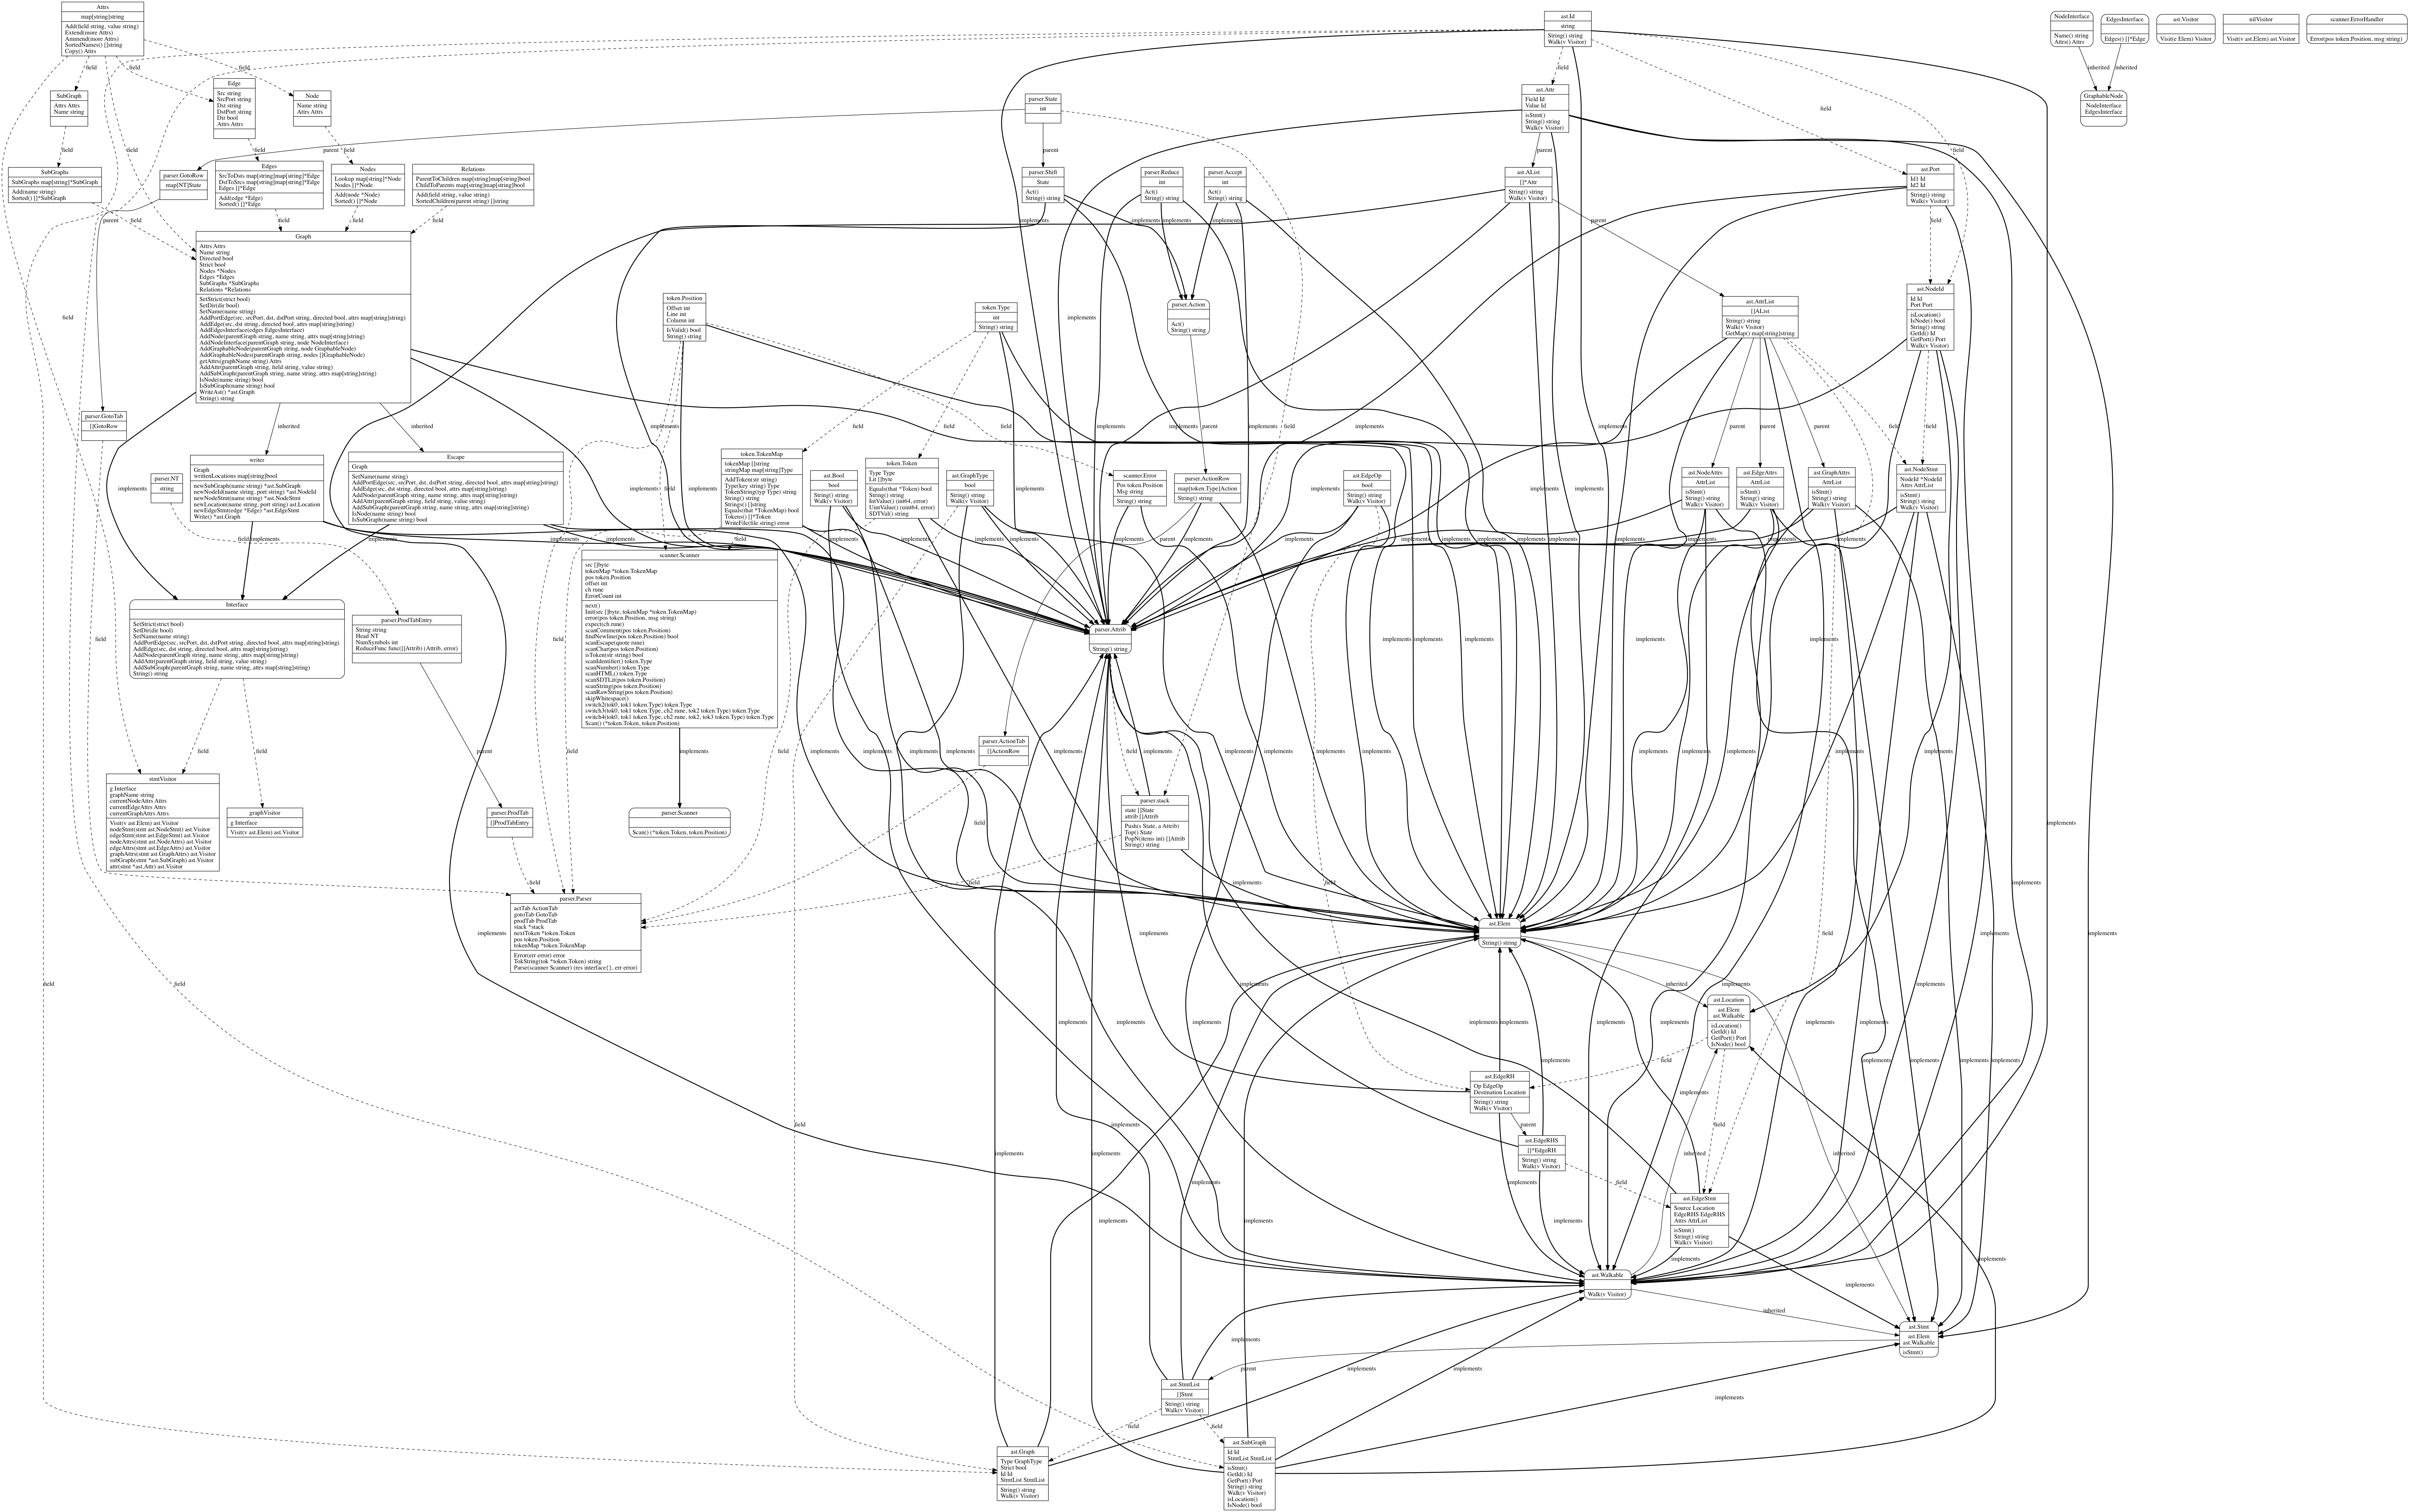 Attrs
map[string]string
Add(field string, value string)
Extend(more Attrs)
Ammend(more Attrs)
SortedNames() []string
Copy() Attrs
ast.Id
string
String() string
Walk(v Visitor)
NodeInterface
Name() string
Attrs() Attrs
EdgesInterface
Edges() []*Edge
ast.Visitor
Visit(e Elem) Visitor
nilVisitor
Visit(v ast.Elem) ast.Visitor
scanner.ErrorHandler
Error(pos token.Position, msg string)
GraphableNode
NodeInterface
EdgesInterface
SubGraph
Attrs Attrs
Name string
Edge
Src string
SrcPort string
Dst string
DstPort string
Dir bool
Attrs Attrs
Node
Name string
Attrs Attrs
parser.State
int
ast.Attr
Field Id
Value Id
isStmt()
String() string
Walk(v Visitor)
SubGraphs
SubGraphs map[string]*SubGraph
Add(name string)
Sorted() []*SubGraph
parser.GotoRow
map[NT]State
Edges
SrcToDsts map[string]map[string]*Edge
DstToSrcs map[string]map[string]*Edge
Edges []*Edge
Add(edge *Edge)
Sorted() []*Edge
Nodes
Lookup map[string]*Node
Nodes []*Node
Add(node *Node)
Sorted() []*Node
Relations
ParentToChildren map[string]map[string]bool
ChildToParents map[string]map[string]bool
Add(field string, value string)
SortedChildren(parent string) []string
parser.Shift
State
Act()
String() string
parser.Reduce
int
Act()
String() string
parser.Accept
int
Act()
String() string
ast.AList
[]*Attr
String() string
Walk(v Visitor)
ast.Port
Id1 Id
Id2 Id
String() string
Walk(v Visitor)
Graph
Attrs Attrs
Name string
Directed bool
Strict bool
Nodes *Nodes
Edges *Edges
SubGraphs *SubGraphs
Relations *Relations
SetStrict(strict bool)
SetDir(dir bool)
SetName(name string)
AddPortEdge(src, srcPort, dst, dstPort string, directed bool, attrs map[string]string)
AddEdge(src, dst string, directed bool, attrs map[string]string)
AddEdgesInterface(edges EdgesInterface)
AddNode(parentGraph string, name string, attrs map[string]string)
AddNodeInterface(parentGraph string, node NodeInterface)
AddGraphableNode(parentGraph string, node GraphableNode)
AddGraphableNodes(parentGraph string, nodes []GraphableNode)
getAttrs(graphName string) Attrs
AddAttr(parentGraph string, field string, value string)
AddSubGraph(parentGraph string, name string, attrs map[string]string)
IsNode(name string) bool
IsSubGraph(name string) bool
WriteAst() *ast.Graph
String() string
token.Position
Offset int
Line int
Column int
IsValid() bool
String() string
token.Type
int
String() string
parser.Action
Act()
String() string
ast.AttrList
[]AList
String() string
Walk(v Visitor)
GetMap() map[string]string
ast.NodeId
Id Id
Port Port
isLocation()
IsNode() bool
String() string
GetId() Id
GetPort() Port
Walk(v Visitor)
parser.GotoTab
[]GotoRow
parser.NT
string
writer
Graph
writtenLocations map[string]bool
newSubGraph(name string) *ast.SubGraph
newNodeId(name string, port string) *ast.NodeId
newNodeStmt(name string) *ast.NodeStmt
newLocation(name string, port string) ast.Location
newEdgeStmt(edge *Edge) *ast.EdgeStmt
Write() *ast.Graph
Escape
Graph
SetName(name string)
AddPortEdge(src, srcPort, dst, dstPort string, directed bool, attrs map[string]string)
AddEdge(src, dst string, directed bool, attrs map[string]string)
AddNode(parentGraph string, name string, attrs map[string]string)
AddAttr(parentGraph string, field string, value string)
AddSubGraph(parentGraph string, name string, attrs map[string]string)
IsNode(name string) bool
IsSubGraph(name string) bool
token.TokenMap
tokenMap []string
stringMap map[string]Type
AddToken(str string)
Type(key string) Type
TokenString(typ Type) string
String() string
Strings() []string
Equals(that *TokenMap) bool
Tokens() []*Token
WriteFile(file string) error
ast.Bool
bool
String() string
Walk(v Visitor)
token.Token
Type Type
Lit []byte
Equals(that *Token) bool
String() string
IntValue() (int64, error)
UintValue() (uint64, error)
SDTVal() string
ast.GraphType
bool
String() string
Walk(v Visitor)
scanner.Error
Pos token.Position
Msg string
String() string
parser.ActionRow
map[token.Type]Action
String() string
ast.EdgeOp
bool
String() string
Walk(v Visitor)
ast.NodeAttrs
AttrList
isStmt()
String() string
Walk(v Visitor)
ast.EdgeAttrs
AttrList
isStmt()
String() string
Walk(v Visitor)
ast.GraphAttrs
AttrList
isStmt()
String() string
Walk(v Visitor)
ast.NodeStmt
NodeId *NodeId
Attrs AttrList
isStmt()
String() string
Walk(v Visitor)
scanner.Scanner
src []byte
tokenMap *token.TokenMap
pos token.Position
offset int
ch rune
ErrorCount int
next()
Init(src []byte, tokenMap *token.TokenMap)
error(pos token.Position, msg string)
expect(ch rune)
scanComment(pos token.Position)
findNewline(pos token.Position) bool
scanEscape(quote rune)
scanChar(pos token.Position)
isToken(str string) bool
scanIdentifier() token.Type
scanNumber() token.Type
scanHTML() token.Type
scanSDTLit(pos token.Position)
scanString(pos token.Position)
scanRawString(pos token.Position)
skipWhitespace()
switch2(tok0, tok1 token.Type) token.Type
switch3(tok0, tok1 token.Type, ch2 rune, tok2 token.Type) token.Type
switch4(tok0, tok1 token.Type, ch2 rune, tok2, tok3 token.Type) token.Type
Scan() (*token.Token, token.Position)
Interface
SetStrict(strict bool)
SetDir(dir bool)
SetName(name string)
AddPortEdge(src, srcPort, dst, dstPort string, directed bool, attrs map[string]string)
AddEdge(src, dst string, directed bool, attrs map[string]string)
AddNode(parentGraph string, name string, attrs map[string]string)
AddAttr(parentGraph string, field string, value string)
AddSubGraph(parentGraph string, name string, attrs map[string]string)
String() string
parser.ProdTabEntry
String string
Head NT
NumSymbols int
ReduceFunc func([]Attrib) (Attrib, error)
parser.Attrib
String() string
parser.ActionTab
[]ActionRow
stmtVisitor
g Interface
graphName string
currentNodeAttrs Attrs
currentEdgeAttrs Attrs
currentGraphAttrs Attrs
Visit(v ast.Elem) ast.Visitor
nodeStmt(stmt ast.NodeStmt) ast.Visitor
edgeStmt(stmt ast.EdgeStmt) ast.Visitor
nodeAttrs(stmt ast.NodeAttrs) ast.Visitor
edgeAttrs(stmt ast.EdgeAttrs) ast.Visitor
graphAttrs(stmt ast.GraphAttrs) ast.Visitor
subGraph(stmt *ast.SubGraph) ast.Visitor
attr(stmt *ast.Attr) ast.Visitor
graphVisitor
g Interface
Visit(v ast.Elem) ast.Visitor
parser.ProdTab
[]ProdTabEntry
parser.Scanner
Scan() (*token.Token, token.Position)
parser.stack
state []State
attrib []Attrib
Push(s State, a Attrib)
Top() State
PopN(items int) []Attrib
String() string
parser.Parser
actTab ActionTab
gotoTab GotoTab
prodTab ProdTab
stack *stack
nextToken *token.Token
pos token.Position
tokenMap *token.TokenMap
Error(err error) error
TokString(tok *token.Token) string
Parse(scanner Scanner) (res interface{}, err error)
ast.Elem
String() string
ast.Location
ast.Elem
ast.Walkable
isLocation()
GetId() Id
GetPort() Port
IsNode() bool
ast.EdgeRH
Op EdgeOp
Destination Location
String() string
Walk(v Visitor)
ast.EdgeRHS
[]*EdgeRH
String() string
Walk(v Visitor)
ast.EdgeStmt
Source Location
EdgeRHS EdgeRHS
Attrs AttrList
isStmt()
String() string
Walk(v Visitor)
ast.Walkable
Walk(v Visitor)
ast.Stmt
ast.Elem
ast.Walkable
isStmt()
ast.StmtList
[]Stmt
String() string
Walk(v Visitor)
ast.Graph
Type GraphType
Strict bool
Id Id
StmtList StmtList
String() string
Walk(v Visitor)
ast.SubGraph
Id Id
StmtList StmtList
isStmt()
GetId() Id
GetPort() Port
String() string
Walk(v Visitor)
isLocation()
IsNode() bool
field
parent
implements
inherited